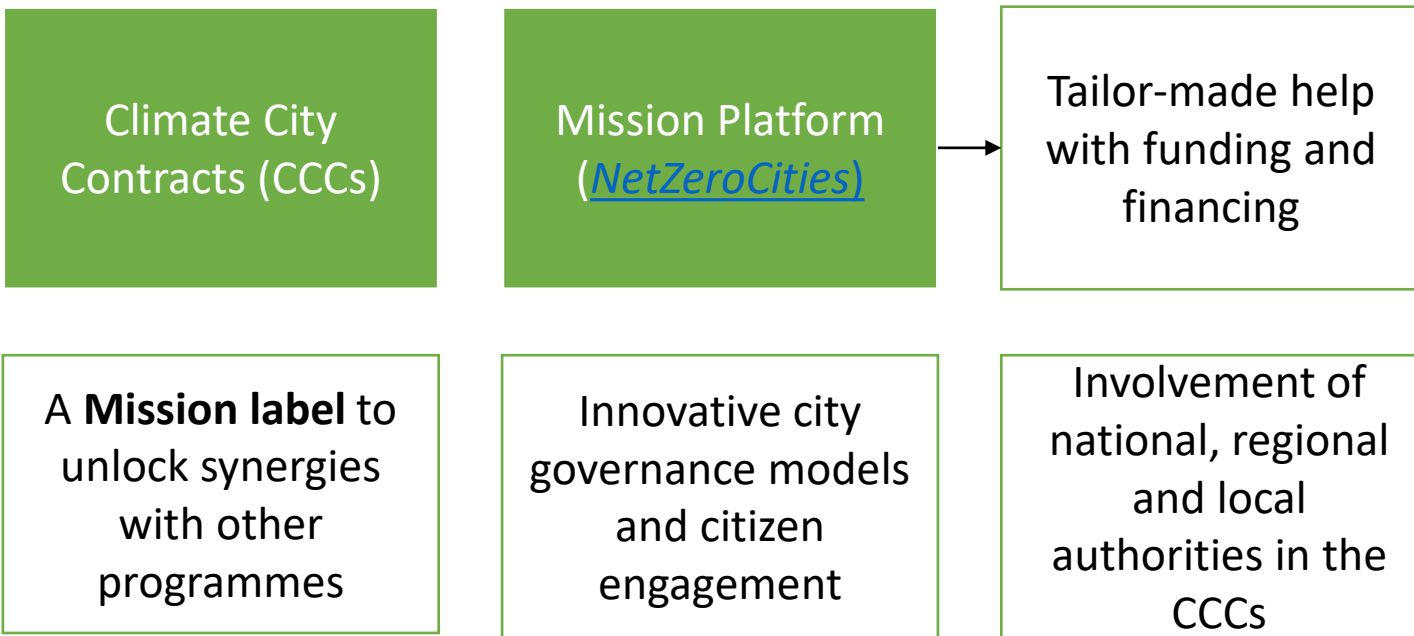 Climate City
Contracts (CCCs)
Mission Platform
(NetZeroCities)
Tailor-made help
with funding and
financing
A Mission label to
unlock synergies
with other
programmes
Innovative city
governance models
and citizen
engagement
Involvement of
national, regional
and local
authorities in the
CCCs